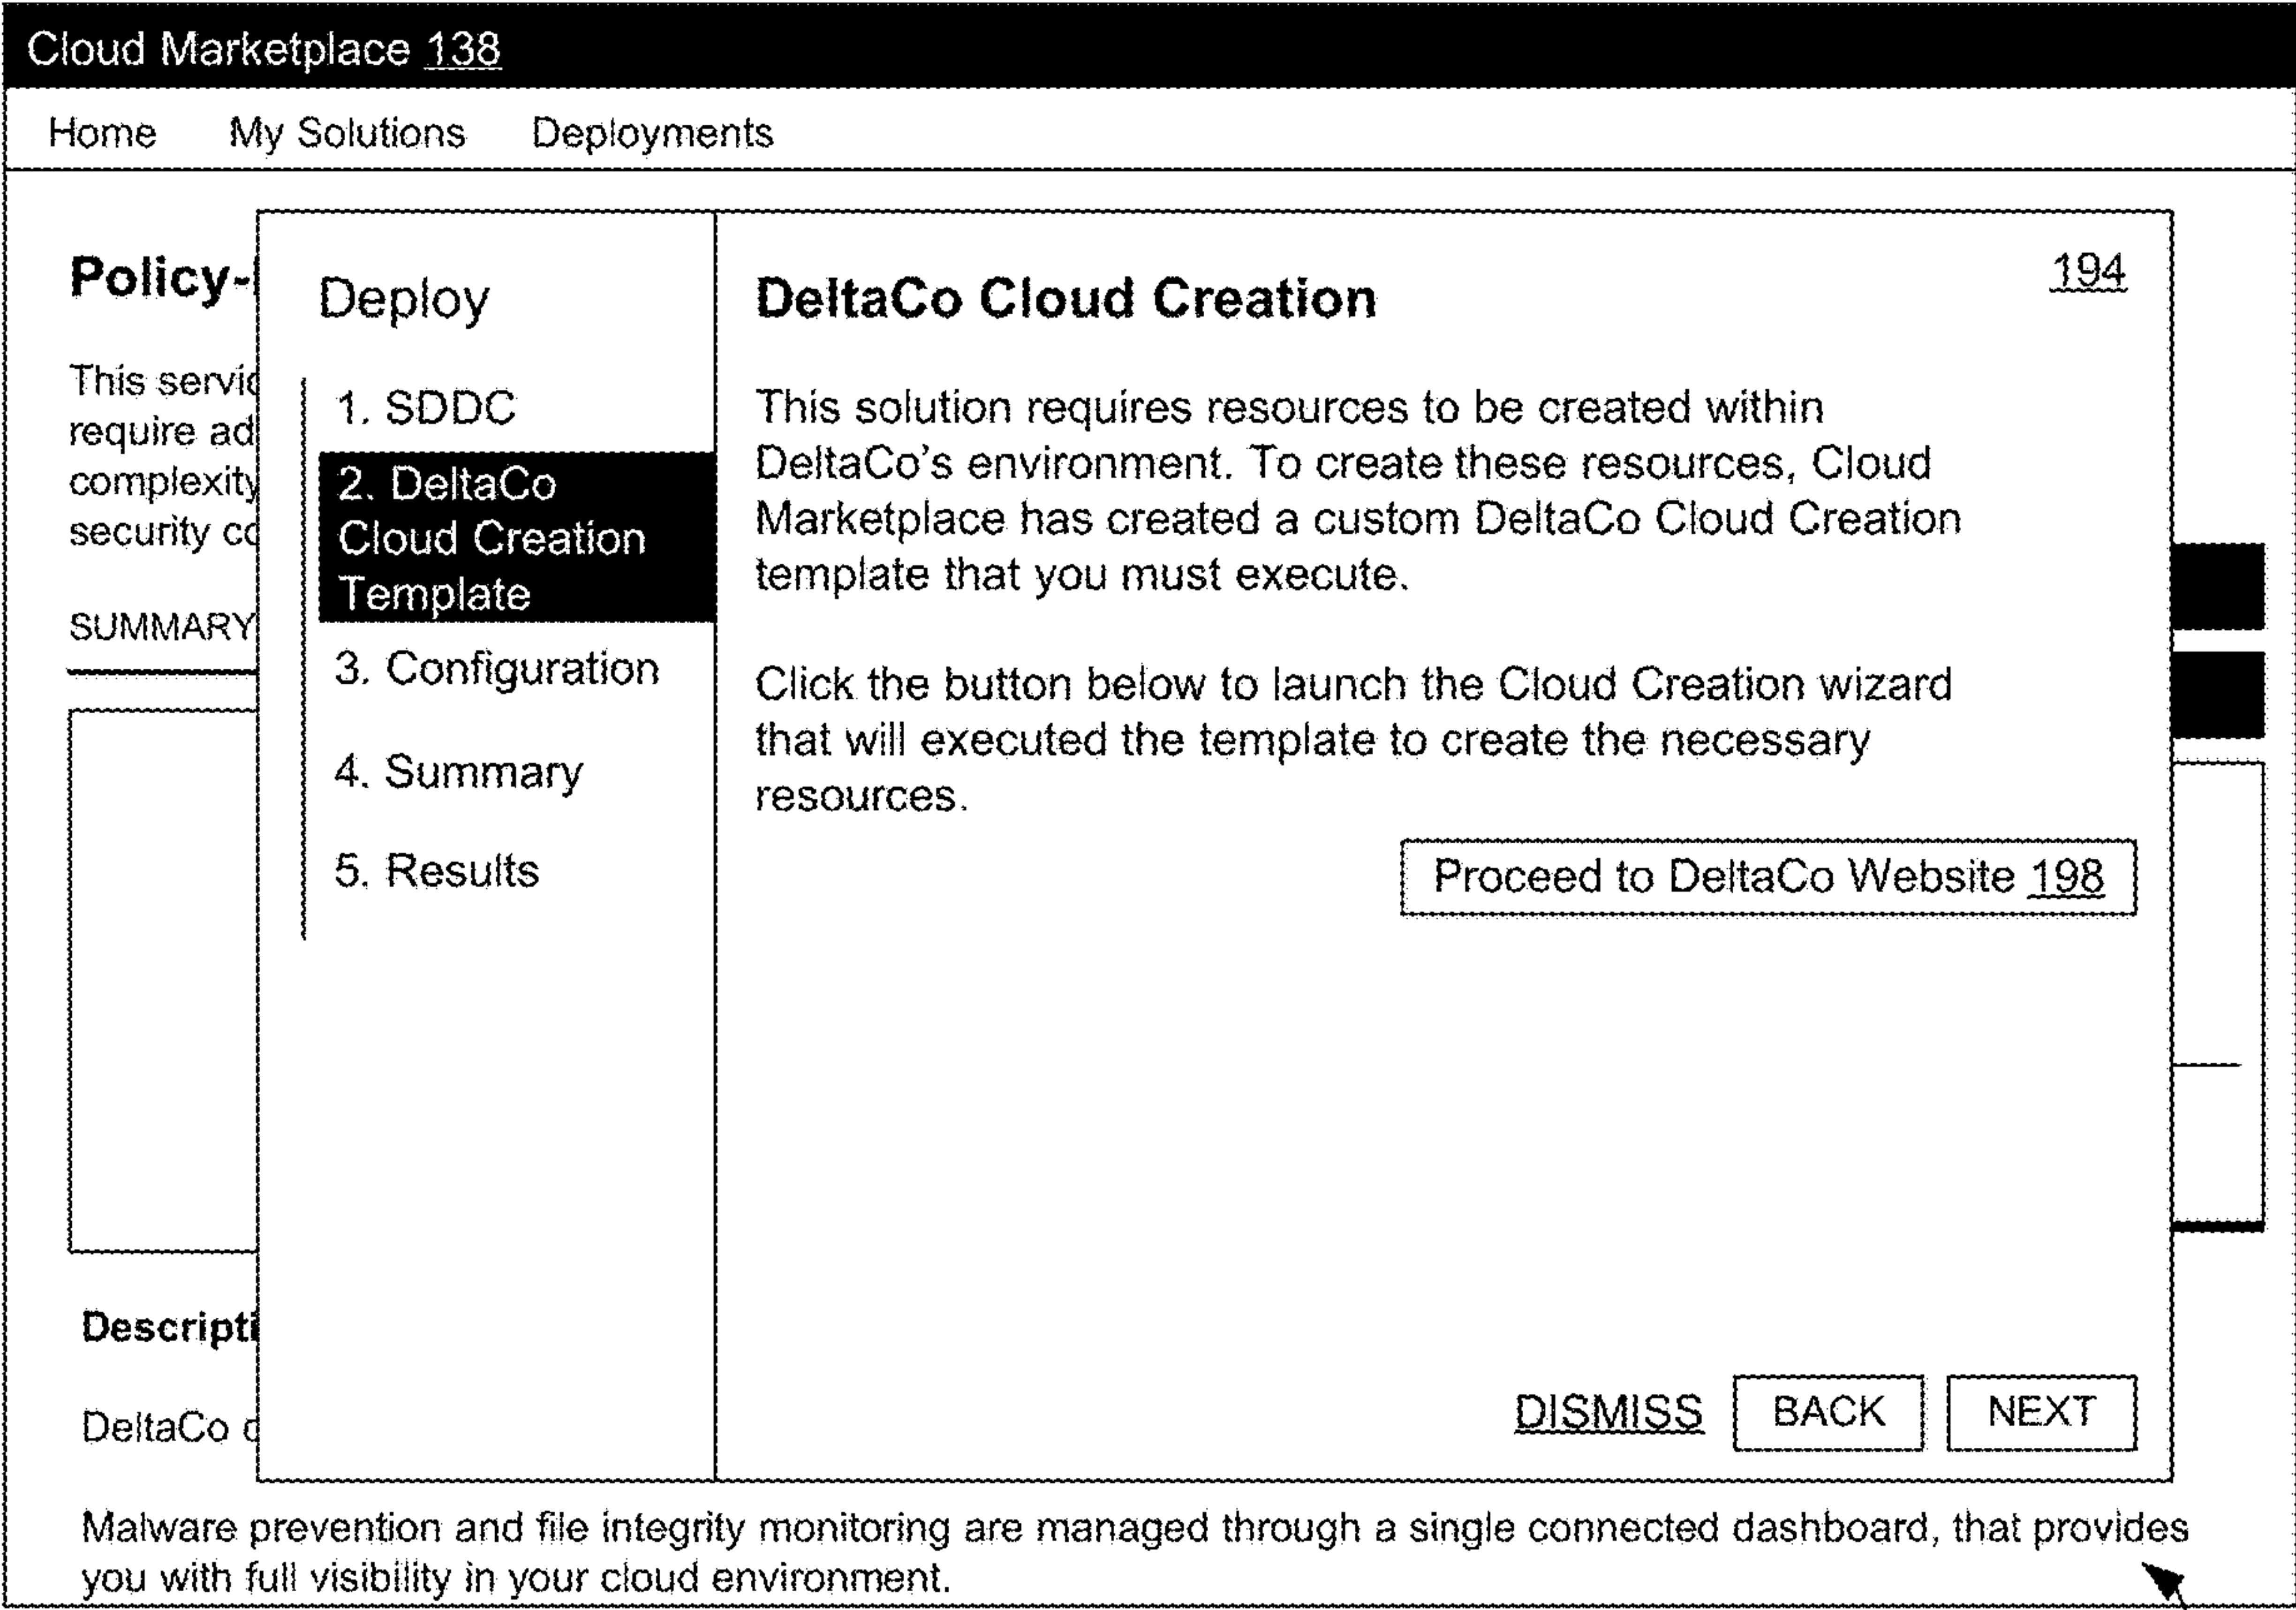 Cloud Marketplace 138
Home My Solutions Deployments
Policy-
This servic
require ad
complexity
security co
SUMMARY
Descripti
DeltaCo
Deploy
1. SDDC
2. DeltaCo
Cloud Creation
Template
3. Configuration
4. Summary
5. Results
194
DeltaCo Cloud Creation
This solution requires resources to be created within
DeltaCo's environment. To create these resources, Cloud
Marketplace has created a custom DeltaCo Cloud Creation
template that you must execute.
Click the button below to launch the Cloud Creation wizard
that will executed the template to create the necessary
resources.
Proceed to DeltaCo Website 198
DISMISS BACK NEXT
Malware prevention and file integrity monitoring are managed through a single connected dashboard, that provides
you with full visibility in your cloud environment.